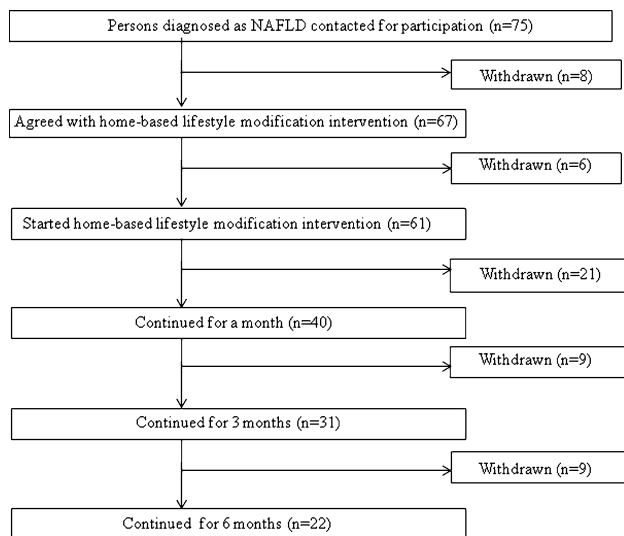 Persons diagnosed as NAFLD contacted for participation (n=75)
Withdrawn (n=8)
Agreed with home-based lifestyle modification intervention (n=67)
Withdrawn (n=6)
Started home-based lifestyle modification intervention (n=61)
Withdrawn (n=21)
Continued for a month (n=40)
Withdrawn (n=9)
Continued for 3 months (n=31)
Withdrawn (n=9)
Continued for 6 months (n=22)